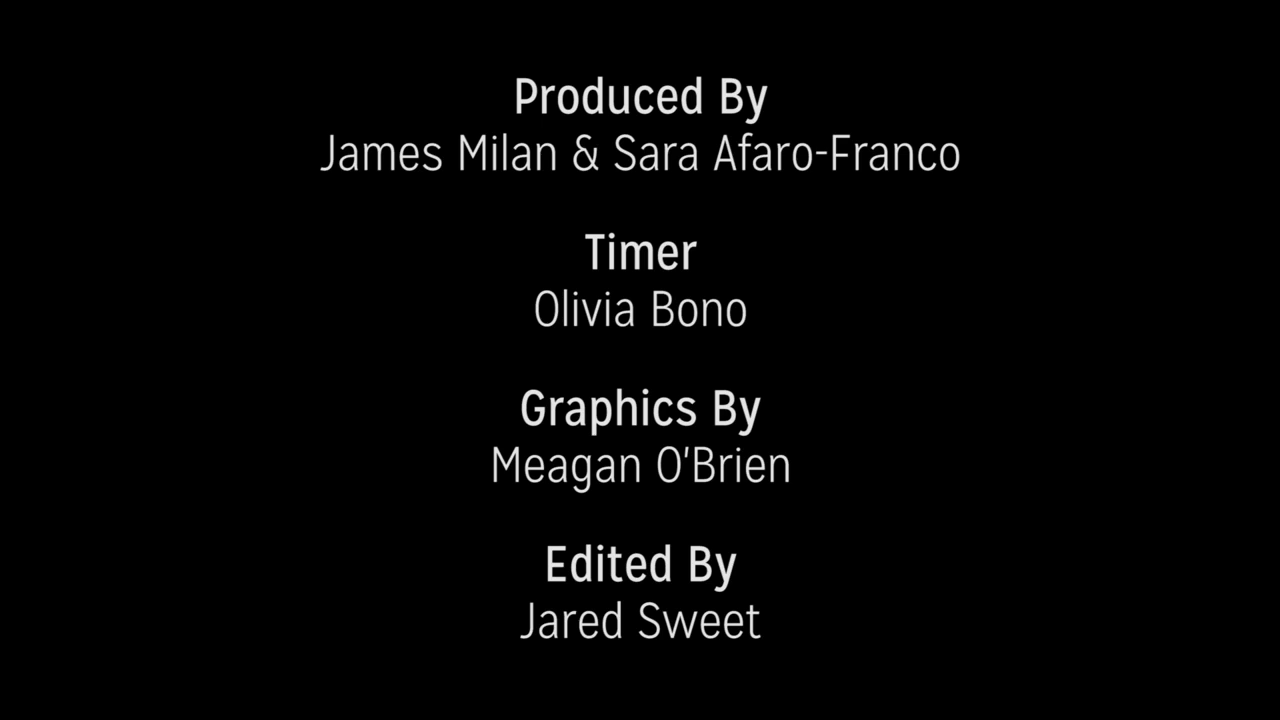 Produced By
James Milan & Sara Afaro-Franco
Timer
Olivia Bono
Graphics By
Meagan O'Brien
Edited By
Jared Sweet